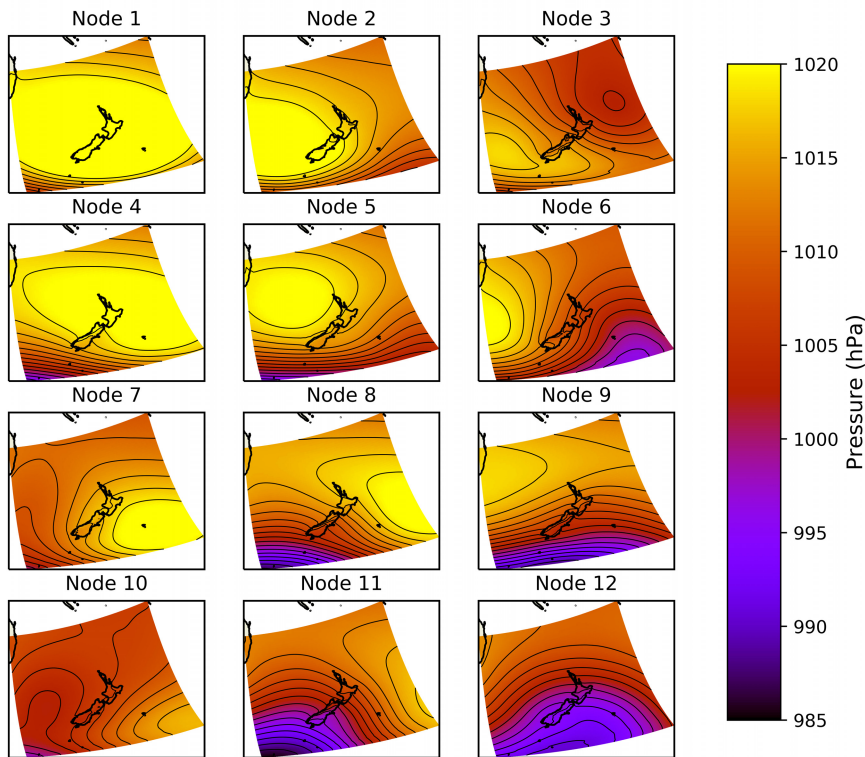 Node 1 Node 2 Node 3
Node 4 Node 5 Node 6
Node 7 Node 8 Node 9
Node 10 Node 11 Node 12
1020
1015
1010
1005
1000
995
990
985
Presssure (hPa)